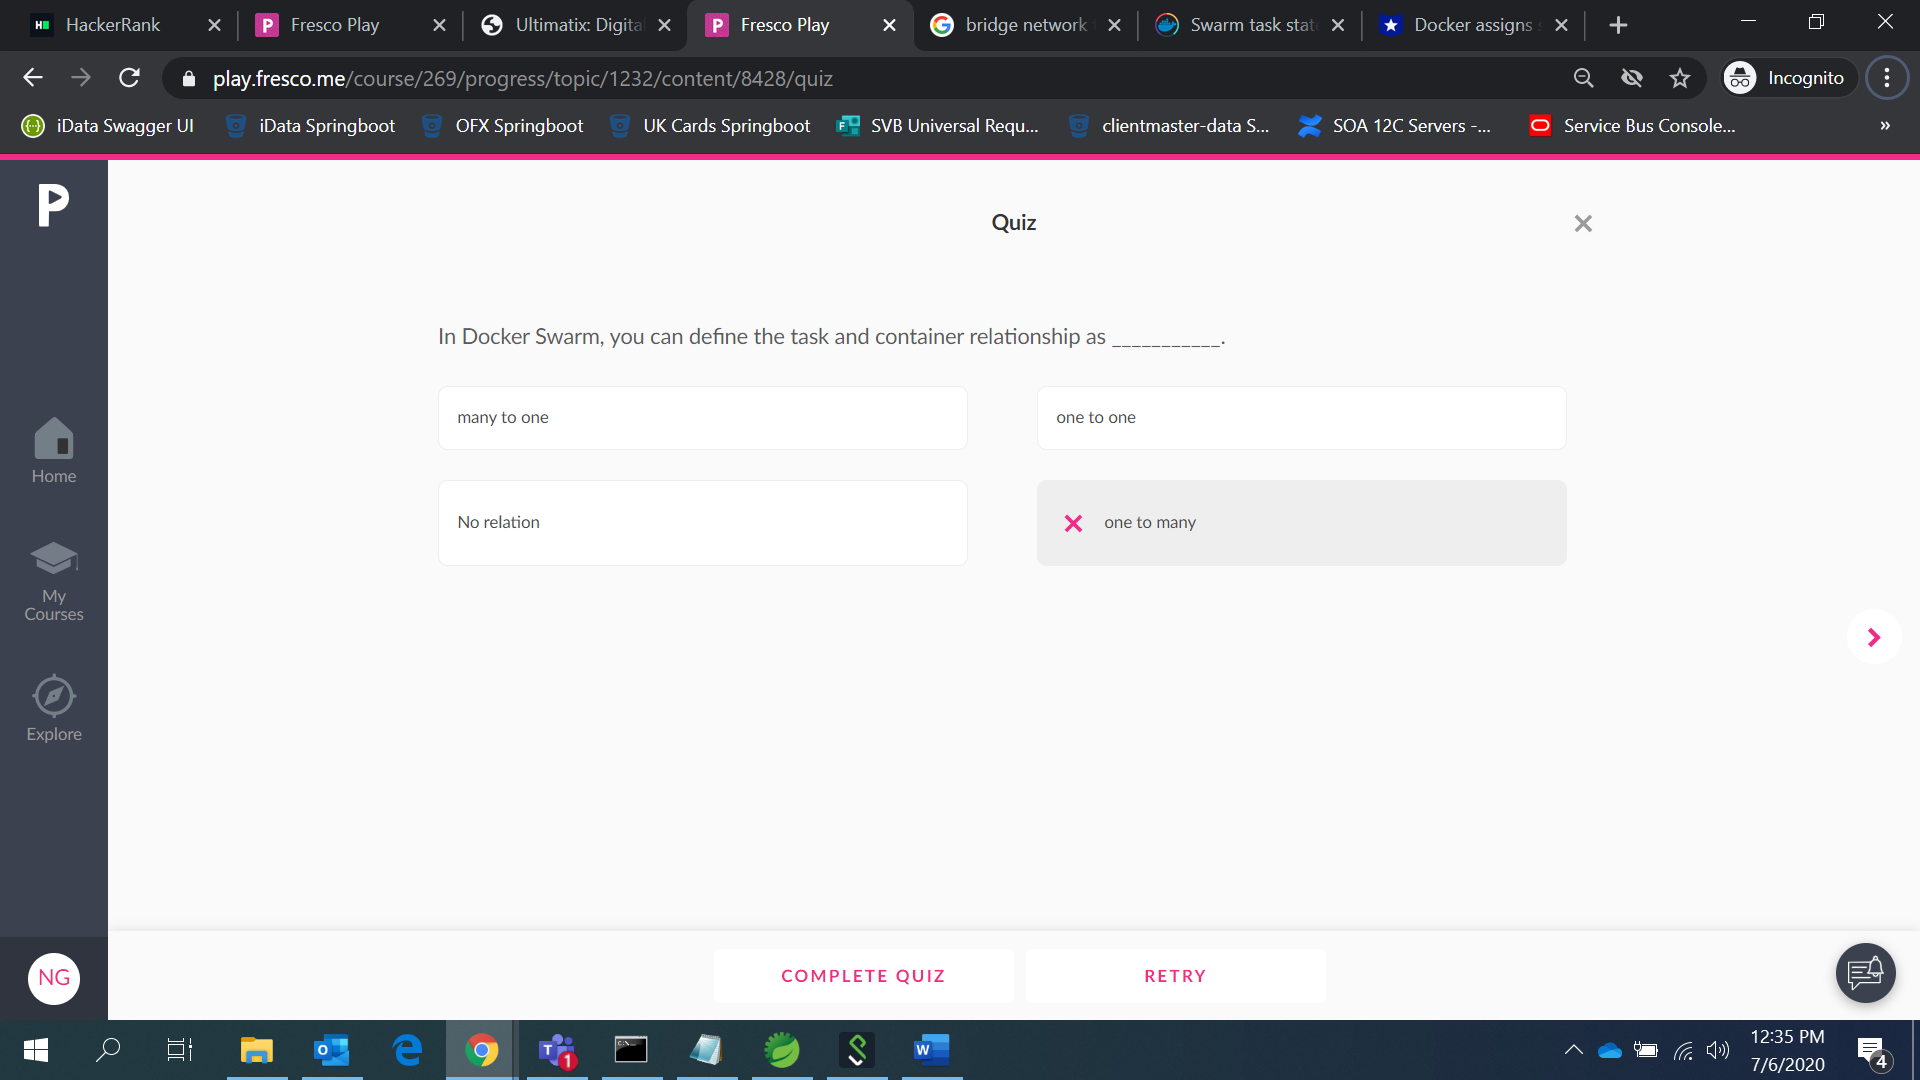 HackerRank
Fresco Play
Ultimatix: Digita
Fresco Play
bridge network
Swarm task stat
Docker assigns
play.fresco.me/course/269/progress/topic/1232/content/8428/quiz
Incognito
iData Swagger UI
iData Springboot
OFX Springboot
UK Cards Springboot
SVB Universal Requ...
clientmaster-data S...
SOA 12C Servers -...
Service Bus Console...
»
Quiz
In Docker Swarm, you can define the task and container relationship as ___________.
many to one
one to one
No relation
one to many
Home
My
Courses
Explore
NG
COMPLETE QUIZ
RETRY
12:35 PM
7/6/2020
1
4